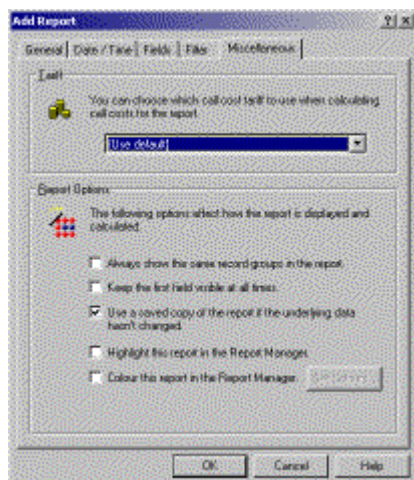 Add Report
General Date / Time Fields Filter Miscellaneous
Tariff
You can choose which call cost tariff to use when calculating
call costs for the report.
(Use default)
Report Options
The following options affect how the report is displayed and
calculated.
Always show the same record groups in the report.
Keep the first field visible at all times.
Use a saved copy of the report if the underlying data
hasn't changed.
Highlight this report in the Report Manager.
Colour this report in the Report Manager.
OK Cancel Help